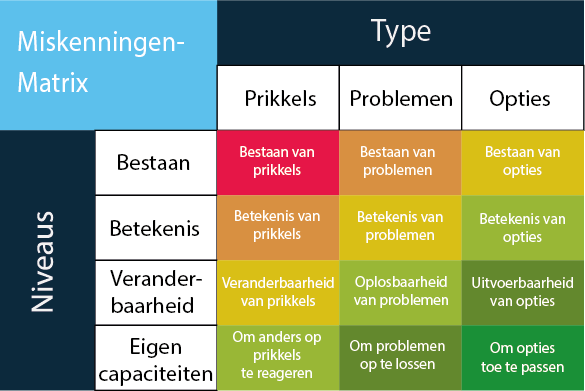 Miskenningen-
Matrix
Type
Prikkels
Problemen
Opties
Niveaus
Bestaan
Bestaan van
prikkels
Bestaan van
problemen
Bestaan van
opties
Betekenis
Betekenis van
prikkels
Betekenis van
problemen
Betekenis van
opties
Verander-
baarheid
Veranderbaarheid
van prikkels
Oplosbaarheid
van problemen
Uitvoerbaarheid
van opties
Eigen
capaciteiten
Om anders op
prikkels
te reageren
Om problemen
op te lossen
Om opties
toe te passen